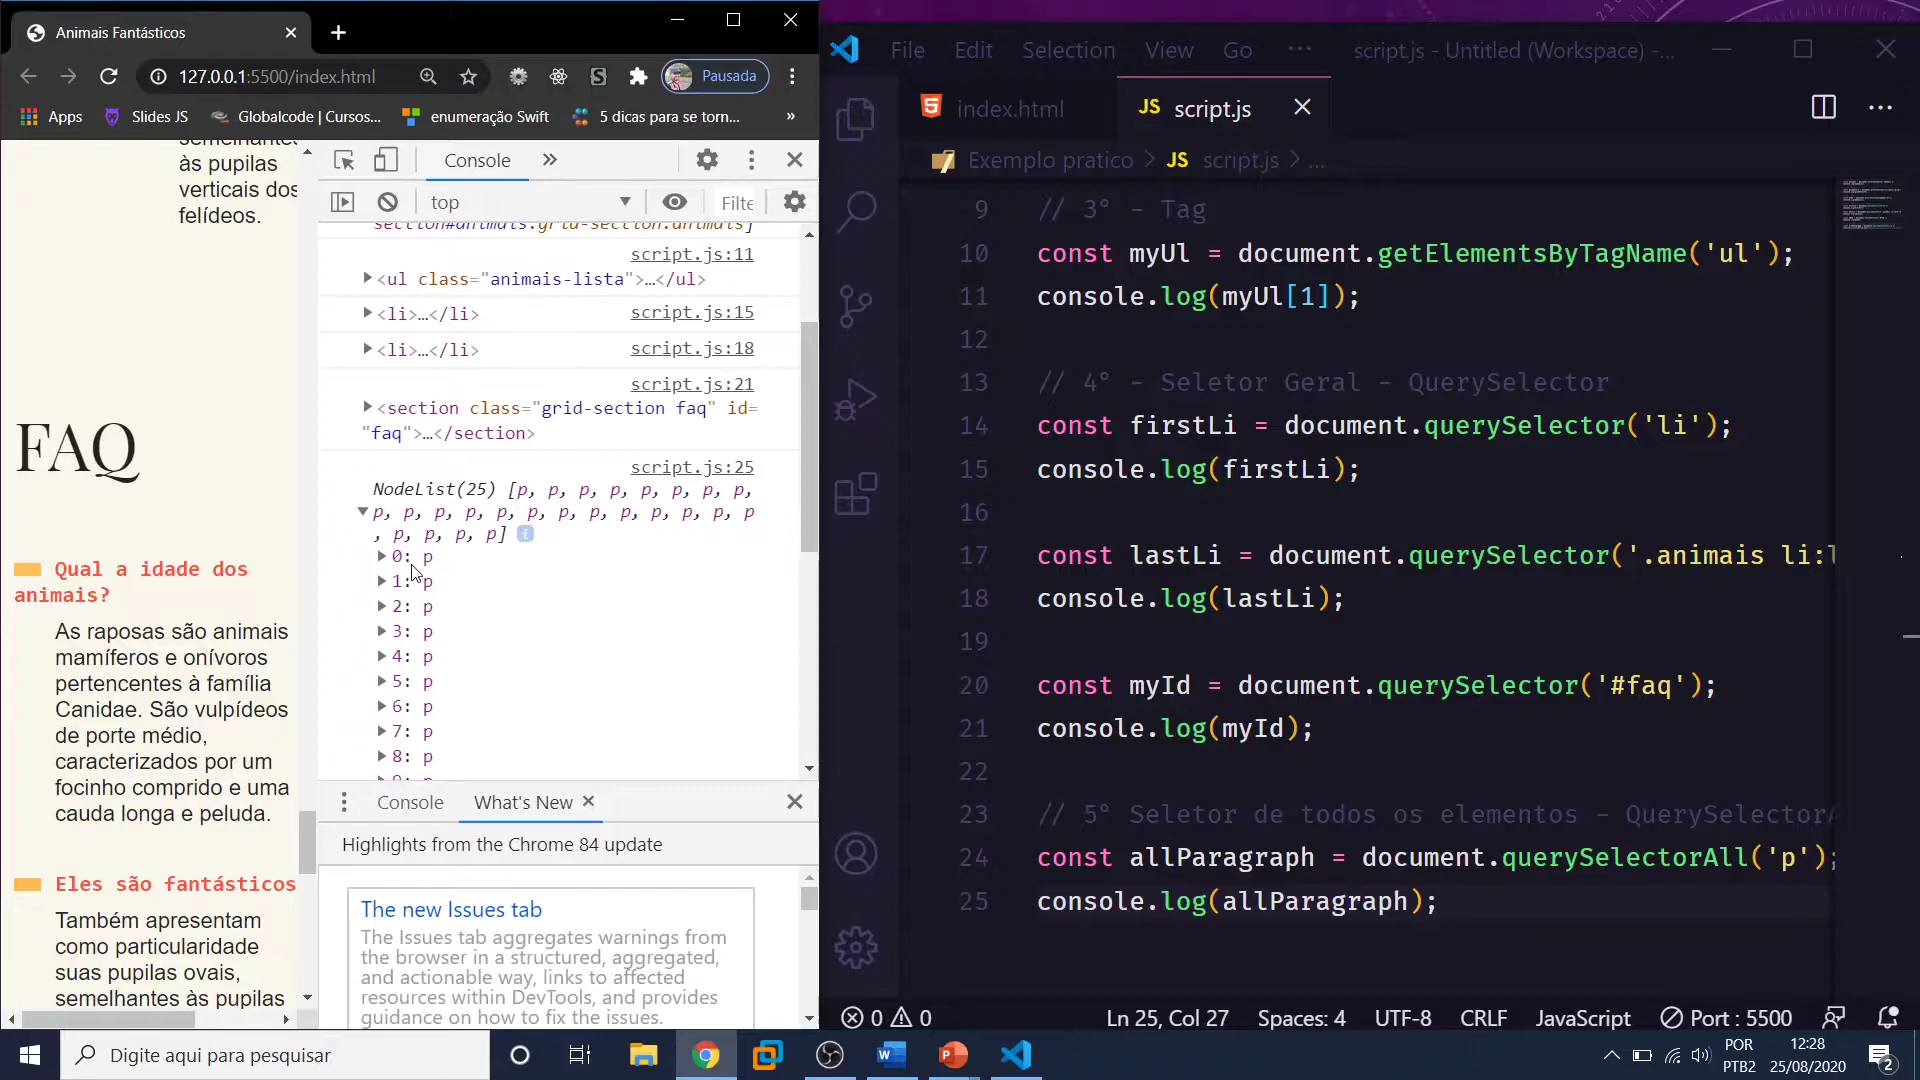 Animais Fantásticos
127.0.0.1:5500/index.html
Pausada
Apps
Slides JS
Globalcode | Cursos...
enumeração Swift
5 dicas para se torn...
»
semelhantes
às pupilas
verticais dos
felídeos.
FAQ
Qual a idade dos
animais?
As raposas são animais
mamíferos e onívoros
pertencentes à família
Canidae. São vulpídeos
de porte médio,
caracterizados por um
focinho comprido e uma
cauda longa e peluda.
Eles são fantásticos
Também apresentam
como particularidade
suas pupilas ovais,
semelhantes às pupilas
Console
»
top
Filte
section#animais.grid-section.animais]
script.js:11
<ul class="animais-lista">…</ul>
<li>…</li> script.js:15
<li>…</li> script.js:18
script.js:21
<section class="grid-section faq" id=
"faq">…</section>
script.js:25
NodeList(25) [p, p, p, p, p, p, p, p,
p, p, p, p, p, p, p, p, p, p, p, p, p
, p, p, p, p]
0: p
1: p
2: p
3: p
4: p
5: p
6: p
7: p
8: p
9: p
Console
What's New
Highlights from the Chrome 84 update
The new Issues tab
The Issues tab aggregates warnings from
the browser in a structured, aggregated,
and actionable way, links to affected
resources within DevTools, and provides
guidance on how to fix the issues.
File Edit Selection View Go ··· script.js - Untitled (Workspace) -...
index.html
JS script.js
Exemplo pratico > JS script.js > ...
9 // 3° - Tag
10 const myUl = document.getElementsByTagName('ul');
11 console.log(myUl[1]);
12
13 // 4° - Seletor Geral - QuerySelector
14 const firstLi = document.querySelector('li');
15 console.log(firstLi);
16
17 const lastLi = document.querySelector('.animais li:l
18 console.log(lastLi);
19
20 const myId = document.querySelector('#faq');
21 console.log(myId);
22
23 // 5° Seletor de todos os elementos - QuerySelectorA
24 const allParagraph = document.querySelectorAll('p');
25 console.log(allParagraph);
0 0
Ln 25, Col 27
Spaces: 4
UTF-8
CRLF
JavaScript
Port : 5500
Digite aqui para pesquisar
POR
PTB2
12:28
25/08/2020
2